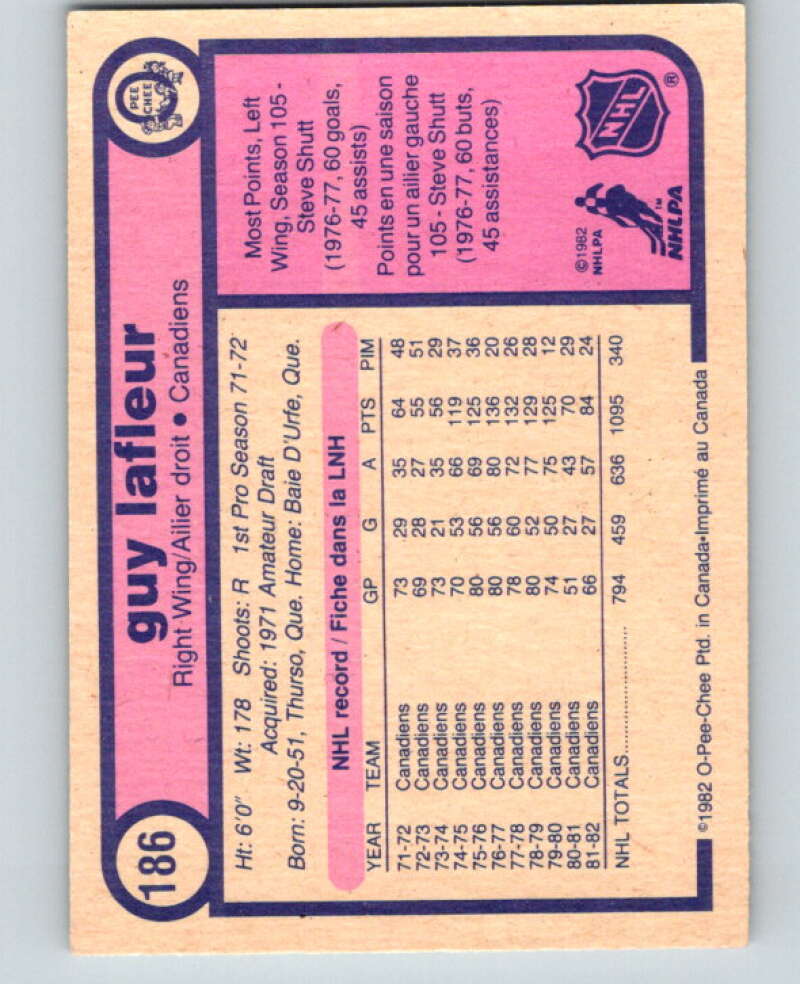 186
guy lafleur
Right Wing/Ailier droit • Canadiens
O PEE CHEE
Ht: 6'0" Wt: 178 Shoots: R 1st Pro Season 71-72
Acquired: 1971 Amateur Draft
Born: 9-20-51, Thurso, Que. Home: Baie D'Urfe, Que.
NHL record / Fiche dans la LNH
YEAR TEAM GP G A PTS PIM
71-72 Canadiens 73 29 35 64 48
72-73 Canadiens 69 28 27 55 51
73-74 Canadiens 73 21 35 56 29
74-75 Canadiens 70 53 66 119 37
75-76 Canadiens 80 56 69 125 36
76-77 Canadiens 80 56 80 136 20
77-78 Canadiens 78 60 72 132 26
78-79 Canadiens 80 52 77 129 28
79-80 Canadiens 74 50 75 125 12
80-81 Canadiens 51 27 43 70 29
81-82 Canadiens 66 27 57 84 24
NHL TOTALS.................... 794 459 636 1095 340
©1982 O-Pee-Chee Ptd. in Canada•Imprimé au Canada
Most Points, Left
Wing, Season 105 -
Steve Shutt
(1976-77, 60 goals,
45 assists)
Points en une saison
pour un ailier gauche
105 - Steve Shutt
(1976-77, 60 buts,
45 assistances)
©1982
NHLPA
NHLPA ™
NHL ®